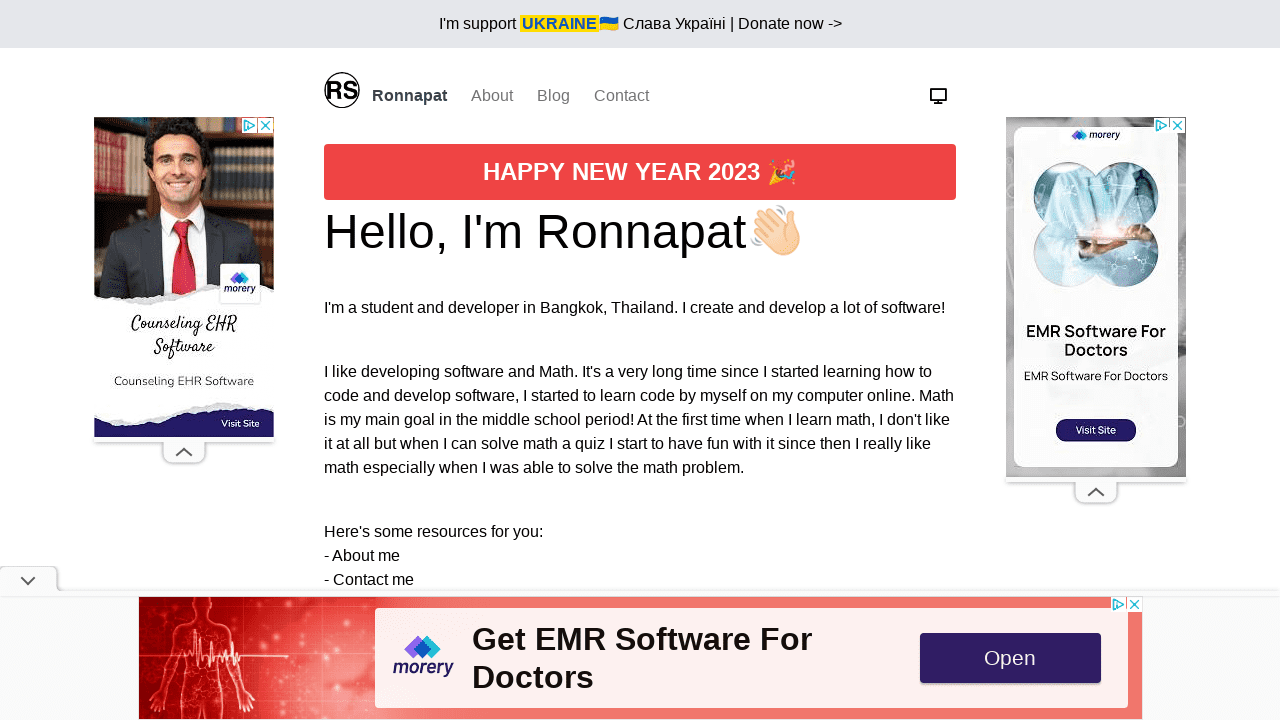 I'm support UKRAINE🇺🇦 Слава Україні | Donate now ->
RS Ronnapat About Blog Contact
HAPPY NEW YEAR 2023 🎉
Hello, I'm Ronnapat👋🏻
I'm a student and developer in Bangkok, Thailand. I create and develop a lot of software!
I like developing software and Math. It's a very long time since I started learning how to
code and develop software, I started to learn code by myself on my computer online. Math
is my main goal in the middle school period! At the first time when I learn math, I don't like
it at all but when I can solve math a quiz I start to have fun with it since then I really like
math especially when I was able to solve the math problem.
Here's some resources for you:
- About me
- Contact me
morery
Counseling EHR
Software
Counseling EHR Software
Visit Site
morery
EMR Software For
Doctors
EMR Software For Doctors
Visit Site
morery
Get EMR Software For
Doctors
Open